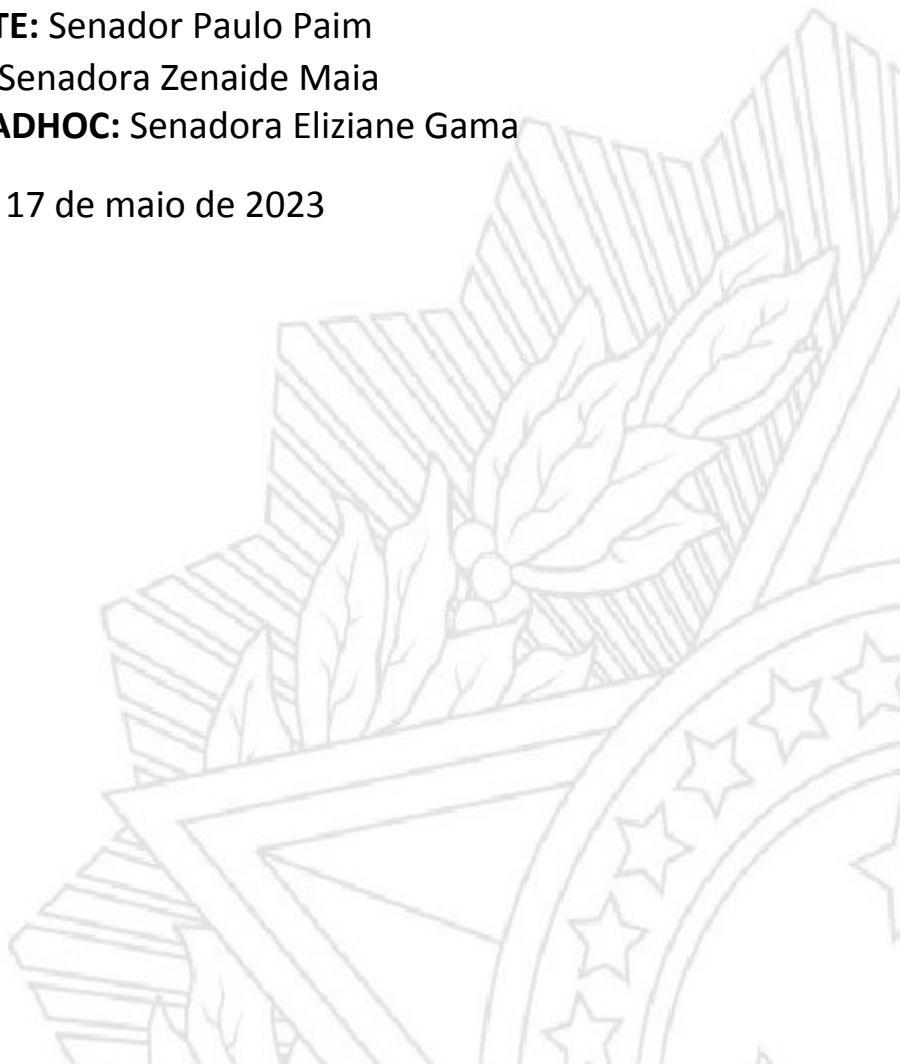 TE: Senador Paulo Paim
Senadora Zenaide Maia
ADHOC: Senadora Eliziane Gama
17 de maio de 2023